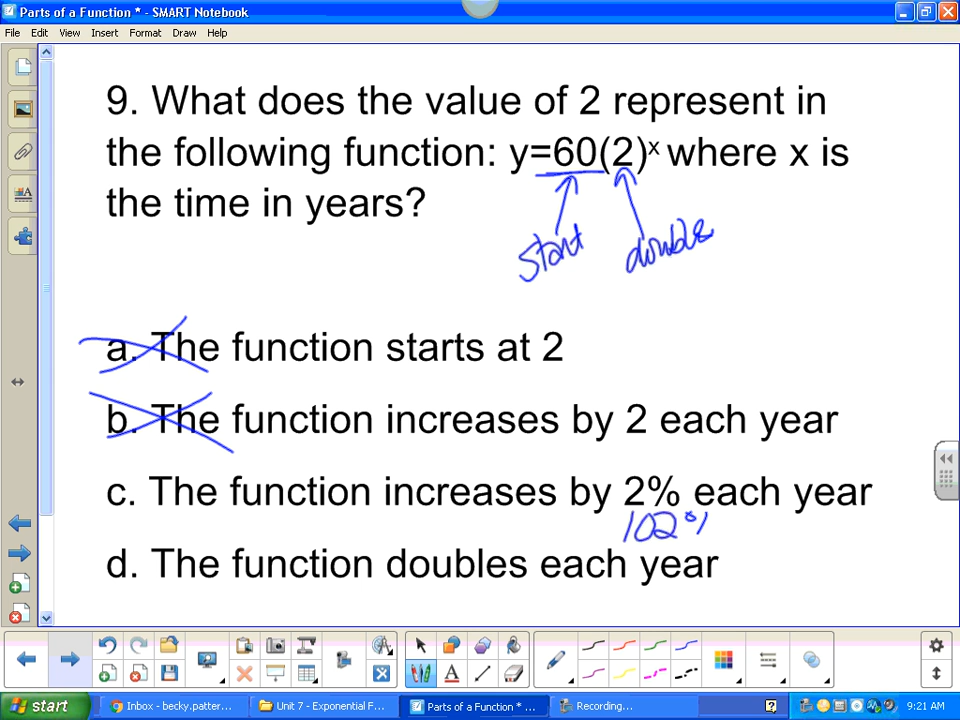 Parts of a Function * - SMART Notebook
File Edit View Insert Format Draw Help
9. What does the value of 2 represent in
the following function: y=60(2)ˣ where x is
the time in years?
start double
a. The function starts at 2
b. The function increases by 2 each year
c. The function increases by 2% each year
102%
d. The function doubles each year
start Inbox - becky.patter... Unit 7 - Exponential F... Parts of a Function * ... Recording... 9:21 AM